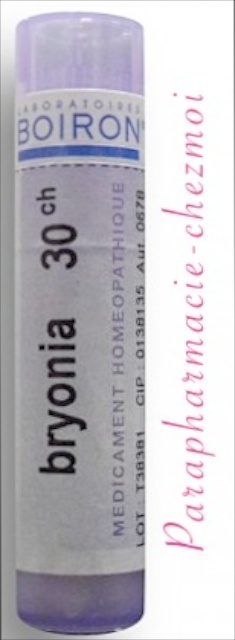 LABORATOIRES
BOIRON®
bryonia 30 ch
MEDICAMENT HOMEOPATHIQUE
LOT : T38381 CIP : 0138135 Aut 0678
Parapharmacie-chezmoi